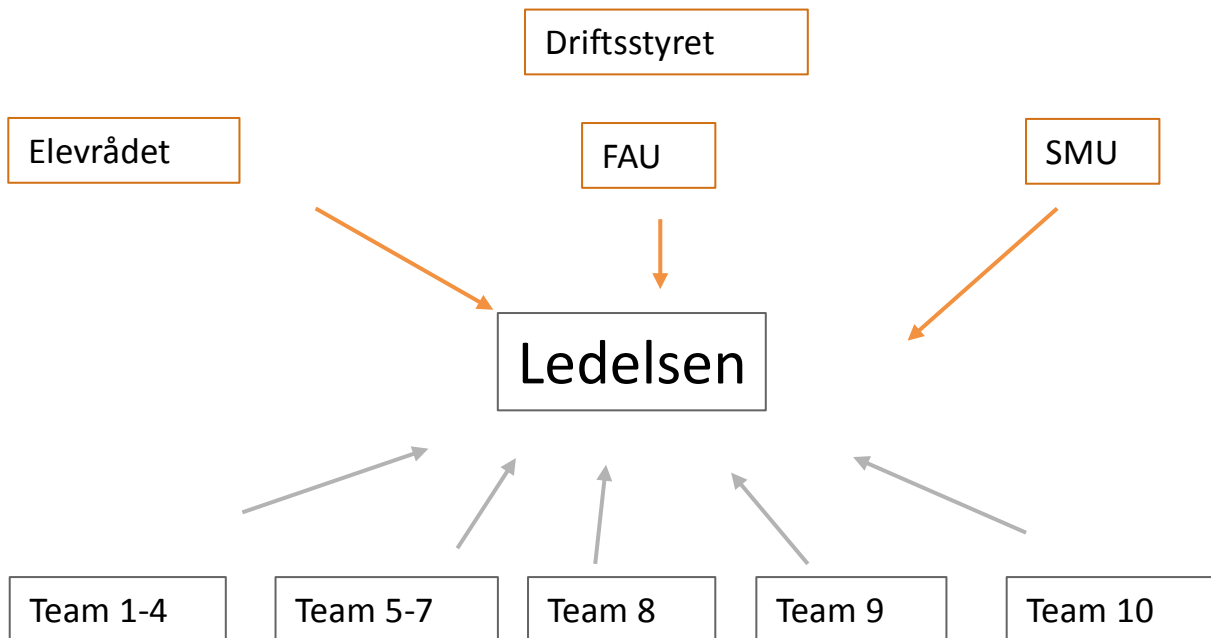 Driftsstyret
Elevrådet
FAU
SMU
Ledelsen
Team 1-4
Team 5-7
Team 8
Team 9
Team 10